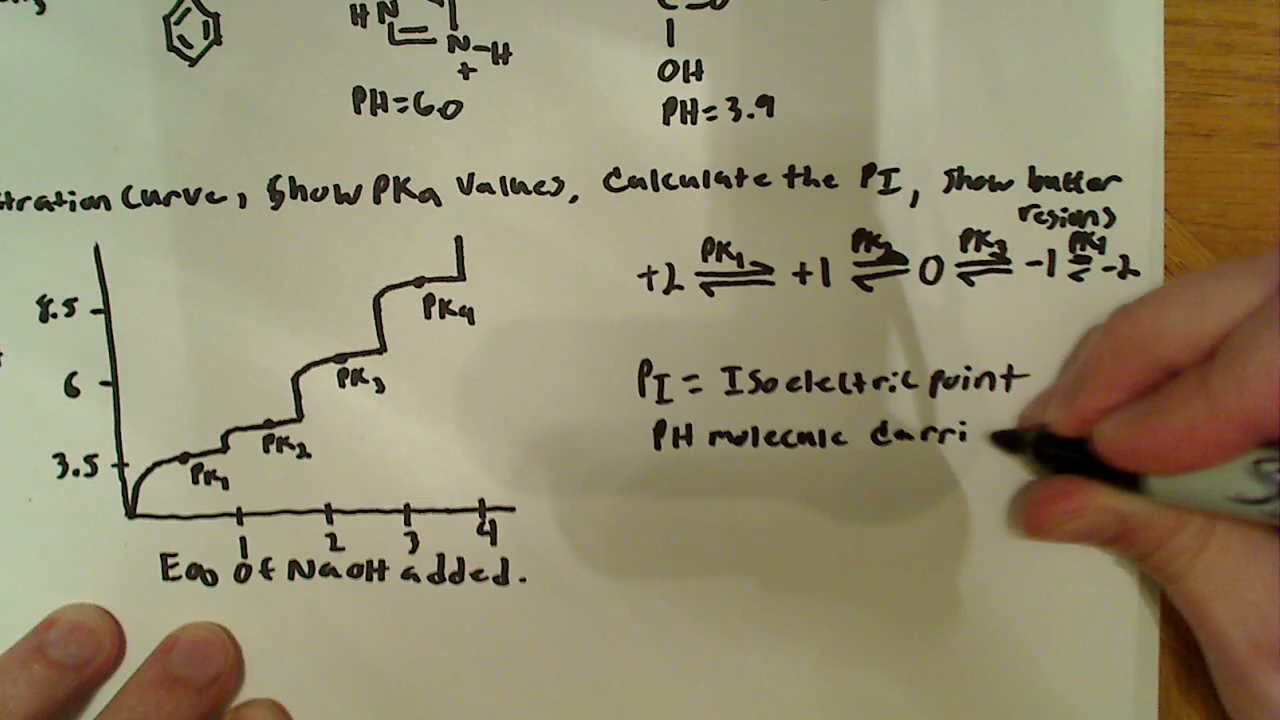 HN
N-H
+
PH=6.0
C=O
OH
PH=3.9
tration curve, Show PKa values, Calculate the PI, Show buffer
regions
+2 PK1 ⇌ +1 PK2 ⇌ 0 PK3 ⇌ -1 PK4 ⇌ -2
8.5
6
3.5
PK1
PK2
PK3
PK4
1 2 3 4
Eqo of NaOH added.
PI = Isoelectric point
PH molecule carri